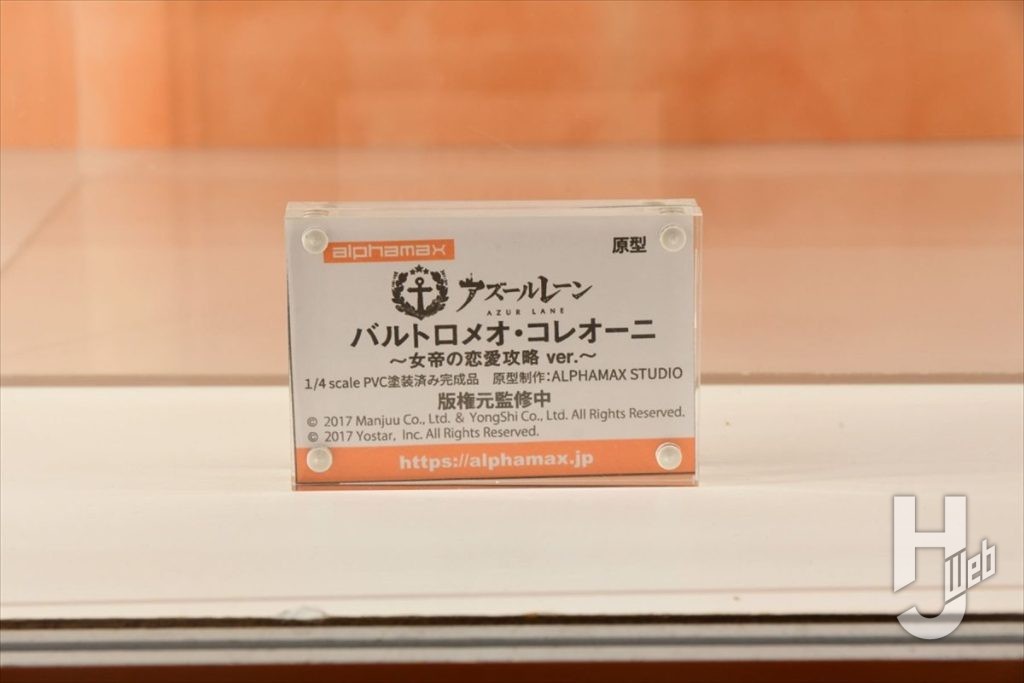 alphamax
原型
アズールレーン
AZUR LANE
バルトロメオ・コレオーニ
～女帝の恋愛攻略 ver.～
1/4 scale PVC塗装済み完成品　原型制作：ALPHAMAX STUDIO
版権元監修中
© 2017 Manjuu Co., Ltd. & YongShi Co., Ltd. All Rights Reserved.
© 2017 Yostar, Inc. All Rights Reserved.
https://alphamax.jp
HJ Web